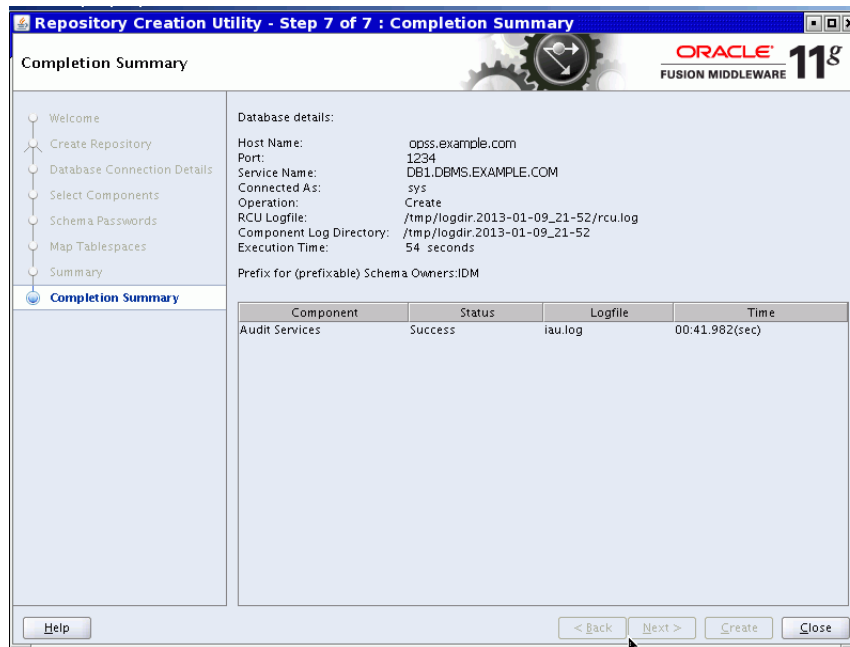 Repository Creation Utility - Step 7 of 7 : Completion Summary
Completion Summary
ORACLE 11g
FUSION MIDDLEWARE
Welcome
Create Repository
Database Connection Details
Select Components
Schema Passwords
Map Tablespaces
Summary
Completion Summary
Database details:
Host Name: opss.example.com
Port: 1234
Service Name: DB1.DBMS.EXAMPLE.COM
Connected As: sys
Operation: Create
RCU Logfile: /tmp/logdir.2013-01-09_21-52/rcu.log
Component Log Directory: /tmp/logdir.2013-01-09_21-52
Execution Time: 54 seconds
Prefix for (prefixable) Schema Owners:IDM
Component Status Logfile Time
Audit Services Success iau.log 00:41.982(sec)
Help < Back Next > Create Close